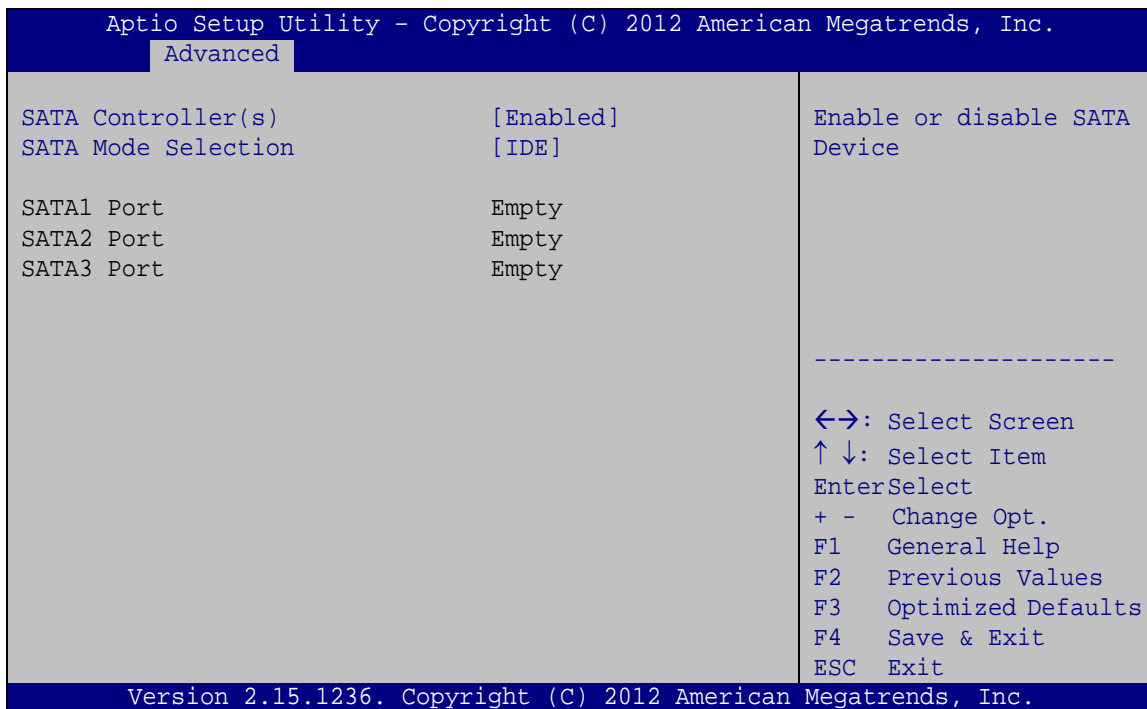 Aptio Setup Utility – Copyright (C) 2012 American Megatrends, Inc.
Advanced
SATA Controller(s) [Enabled]
SATA Mode Selection [IDE]
SATA1 Port Empty
SATA2 Port Empty
SATA3 Port Empty
Enable or disable SATA
Device
---------------------
←→: Select Screen
↑ ↓: Select Item
EnterSelect
+ - Change Opt.
F1 General Help
F2 Previous Values
F3 Optimized Defaults
F4 Save & Exit
ESC Exit
Version 2.15.1236. Copyright (C) 2012 American Megatrends, Inc.